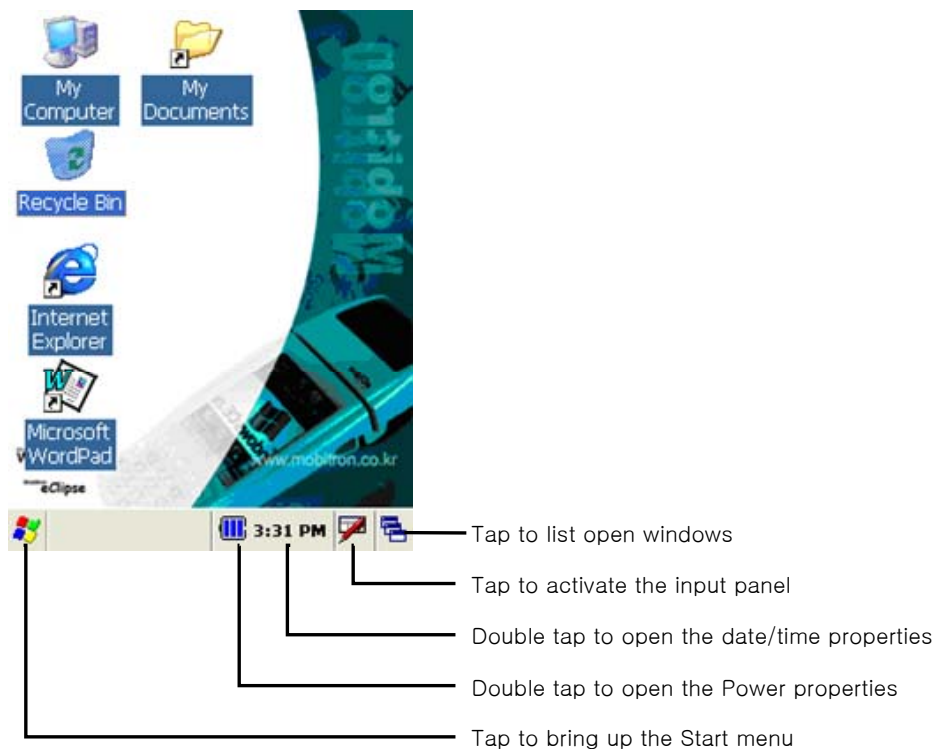 My
Computer
My
Documents
Recycle Bin
Internet
Explorer
Microsoft
WordPad
Mobitron
www.mobitron.co.kr
eClipse
3:31 PM
Tap to list open windows
Tap to activate the input panel
Double tap to open the date/time properties
Double tap to open the Power properties
Tap to bring up the Start menu